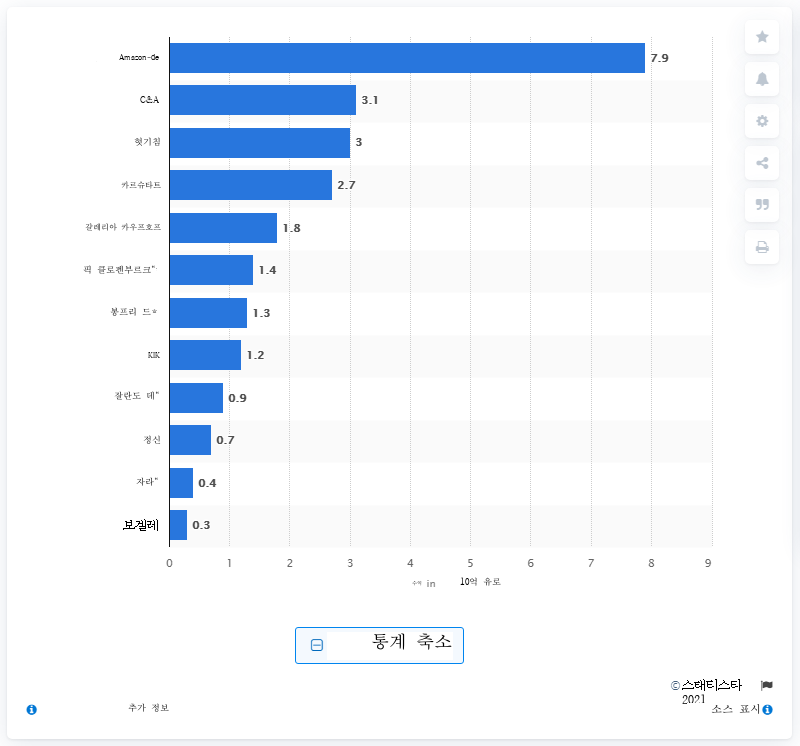 Amazon-de
7.9
C&A
3.1
헛기침
3
카르슈타트
2.7
갈레리아 카우프호프
1.8
픽 클로펜부르크"
1.4
봉프리 드*
1.3
KIK
1.2
잘란도 데"
0.9
정신
0.7
자라"
0.4
보겔레
0.3
0 1 2 3 4 5 6 7 8 9
in 10억 유로
통계 축소
© 스태티스타
2021
추가 정보
소스 표시